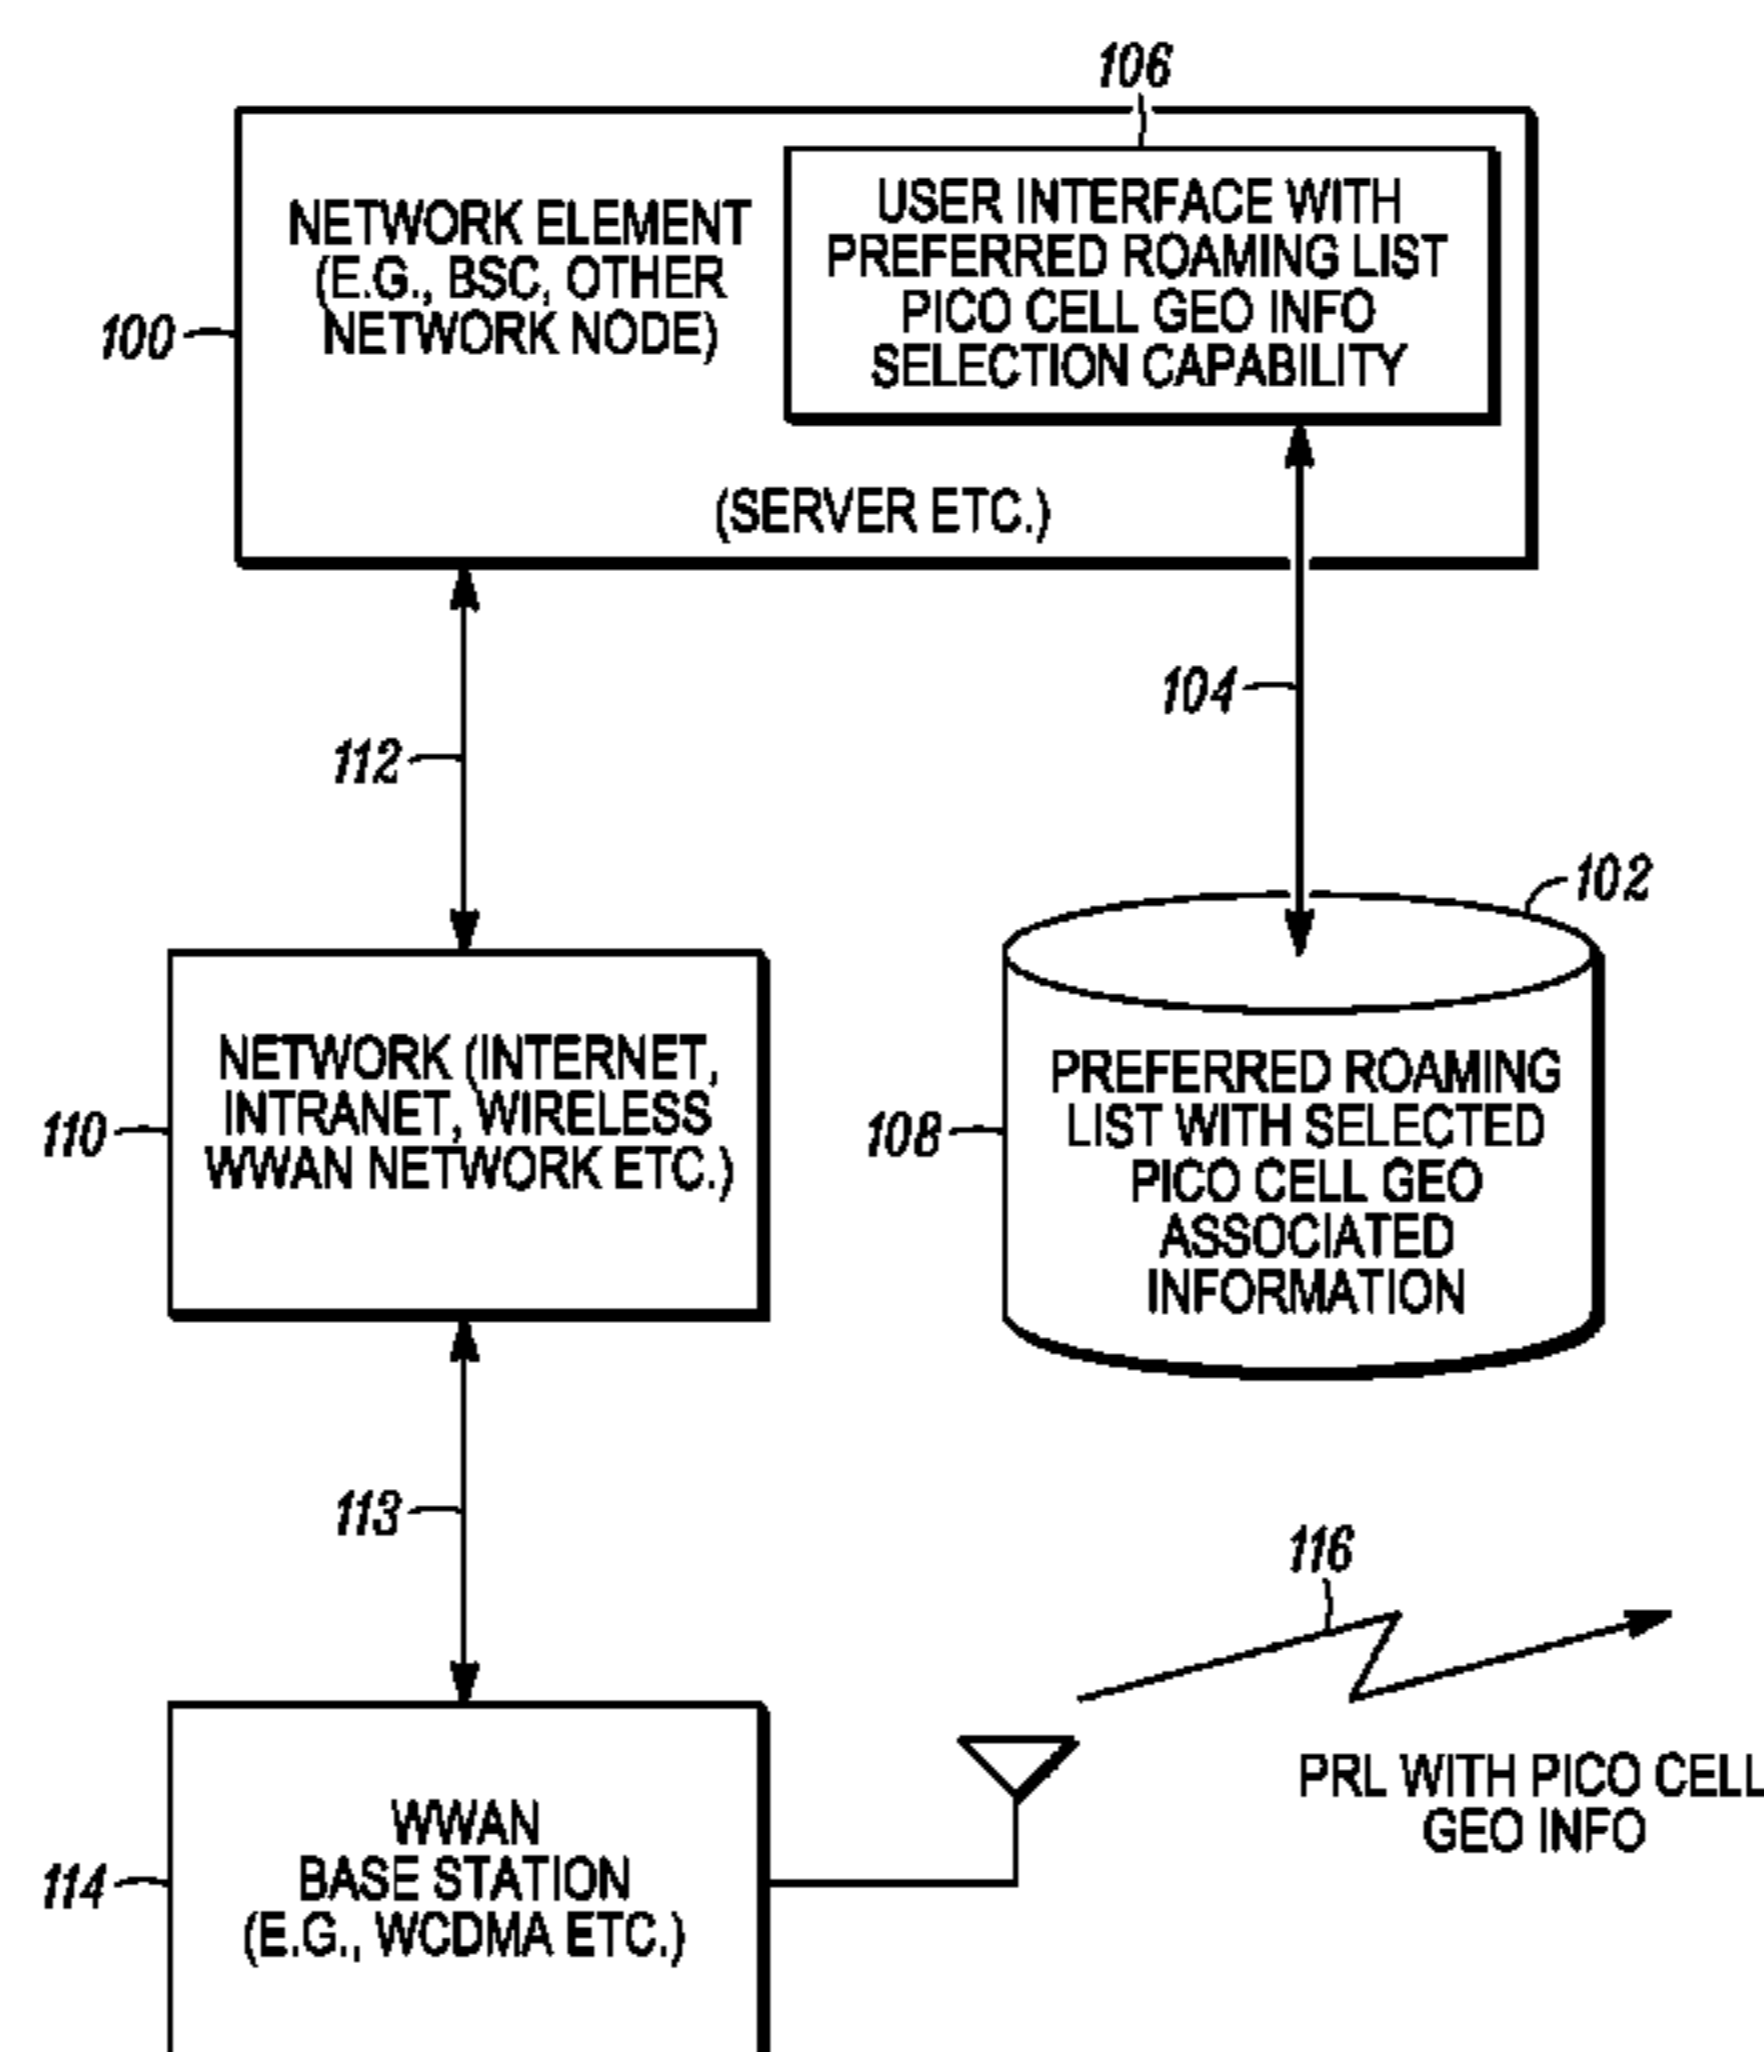 106
USER INTERFACE WITH
PREFERRED ROAMING LIST
PICO CELL GEO INFO
SELECTION CAPABILITY
NETWORK ELEMENT
(E.G., BSC, OTHER
NETWORK NODE)
100
(SERVER ETC.)
104
112
102
NETWORK (INTERNET,
INTRANET, WIRELESS
WWAN NETWORK ETC.)
110
108
PREFERRED ROAMING
LIST WITH SELECTED
PICO CELL GEO
ASSOCIATED
INFORMATION
113
116
PRL WITH PICO CELL
GEO INFO
WWAN
BASE STATION
(E.G., WCDMA ETC.)
114